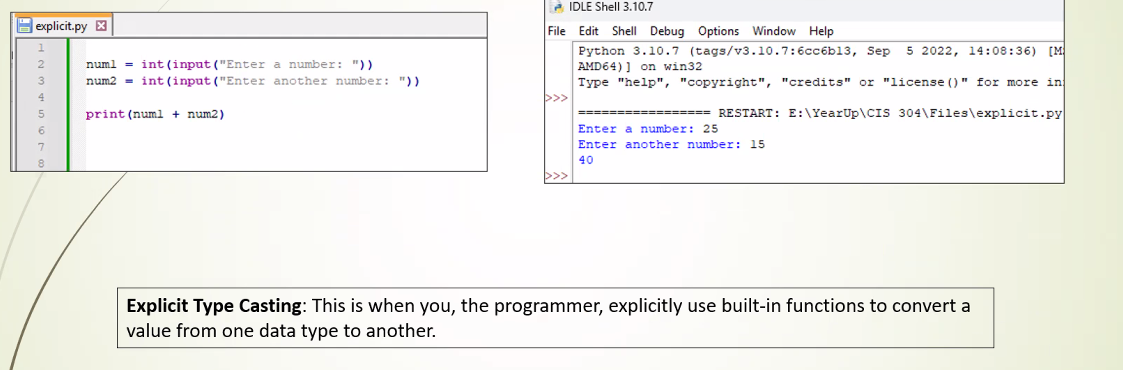 explicit.py
1
2 num1 = int(input("Enter a number: "))
3 num2 = int(input("Enter another number: "))
4
5 print(num1 + num2)
6
7
8
IDLE Shell 3.10.7
File Edit Shell Debug Options Window Help
Python 3.10.7 (tags/v3.10.7:6cc6b13, Sep 5 2022, 14:08:36) [M
AMD64)] on win32
Type "help", "copyright", "credits" or "license()" for more in
>>>
================= RESTART: E:\YearUp\CIS 304\Files\explicit.py
Enter a number: 25
Enter another number: 15
40
>>>
Explicit Type Casting: This is when you, the programmer, explicitly use built-in functions to convert a
value from one data type to another.